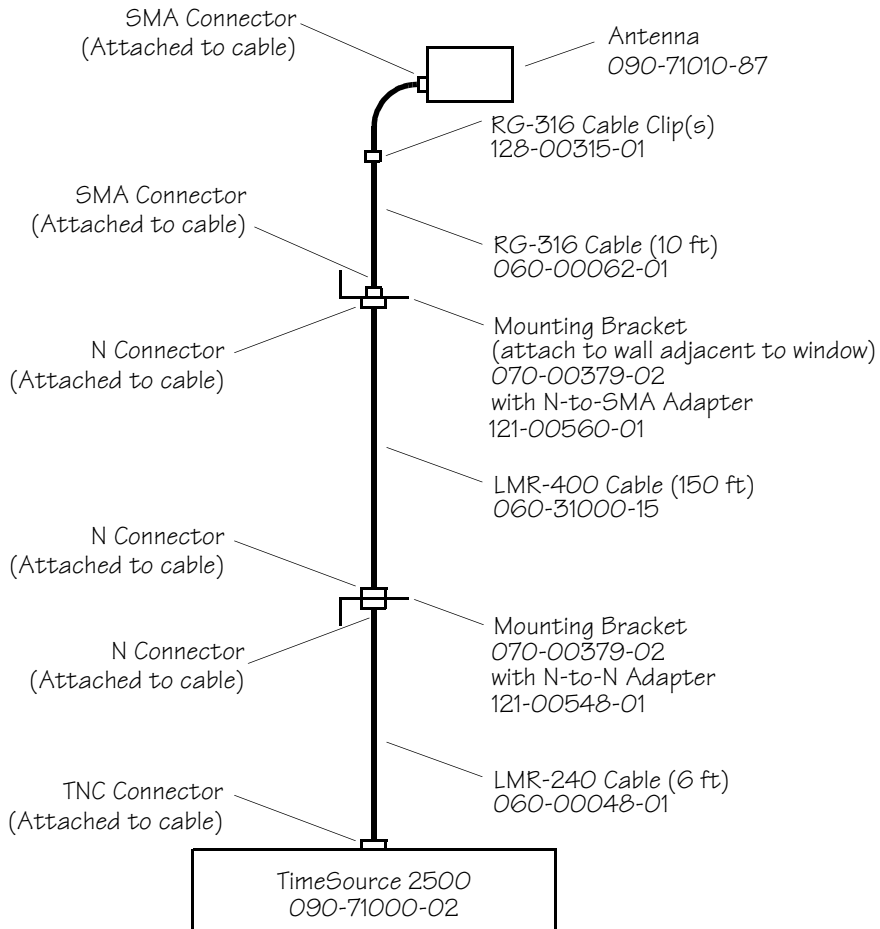 SMA Connector
(Attached to cable)
Antenna
090-71010-87
RG-316 Cable Clip(s)
128-00315-01
SMA Connector
(Attached to cable)
RG-316 Cable (10 ft)
060-00062-01
N Connector
(Attached to cable)
Mounting Bracket
(attach to wall adjacent to window)
070-00379-02
with N-to-SMA Adapter
121-00560-01
LMR-400 Cable (150 ft)
060-31000-15
N Connector
(Attached to cable)
N Connector
(Attached to cable)
Mounting Bracket
070-00379-02
with N-to-N Adapter
121-00548-01
LMR-240 Cable (6 ft)
060-00048-01
TNC Connector
(Attached to cable)
TimeSource 2500
090-71000-02